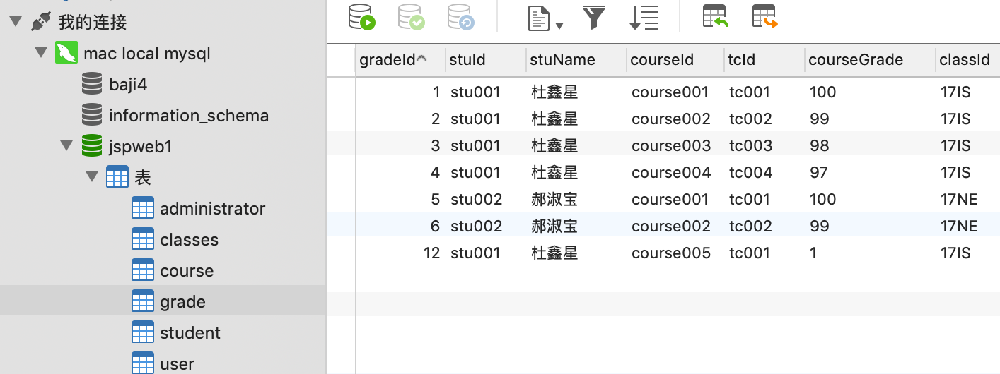 我的连接
mac local mysql
baji4
information_schema
jspweb1
表
administrator
classes
course
grade
student
user
gradeId stuId stuName courseId tcId courseGrade classId
1 stu001 杜鑫星 course001 tc001 100 17IS
2 stu001 杜鑫星 course002 tc002 99 17IS
3 stu001 杜鑫星 course003 tc003 98 17IS
4 stu001 杜鑫星 course004 tc004 97 17IS
5 stu002 郝淑宝 course001 tc001 100 17NE
6 stu002 郝淑宝 course002 tc002 99 17NE
12 stu001 杜鑫星 course005 tc001 1 17IS